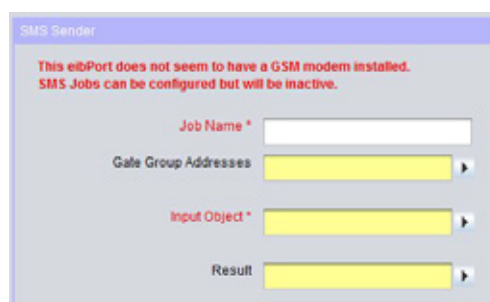 SMS Sender
This eibPort does not seem to have a GSM modem installed.
SMS Jobs can be configured but will be inactive.
Job Name *
Gate Group Addresses
Input Object *
Result